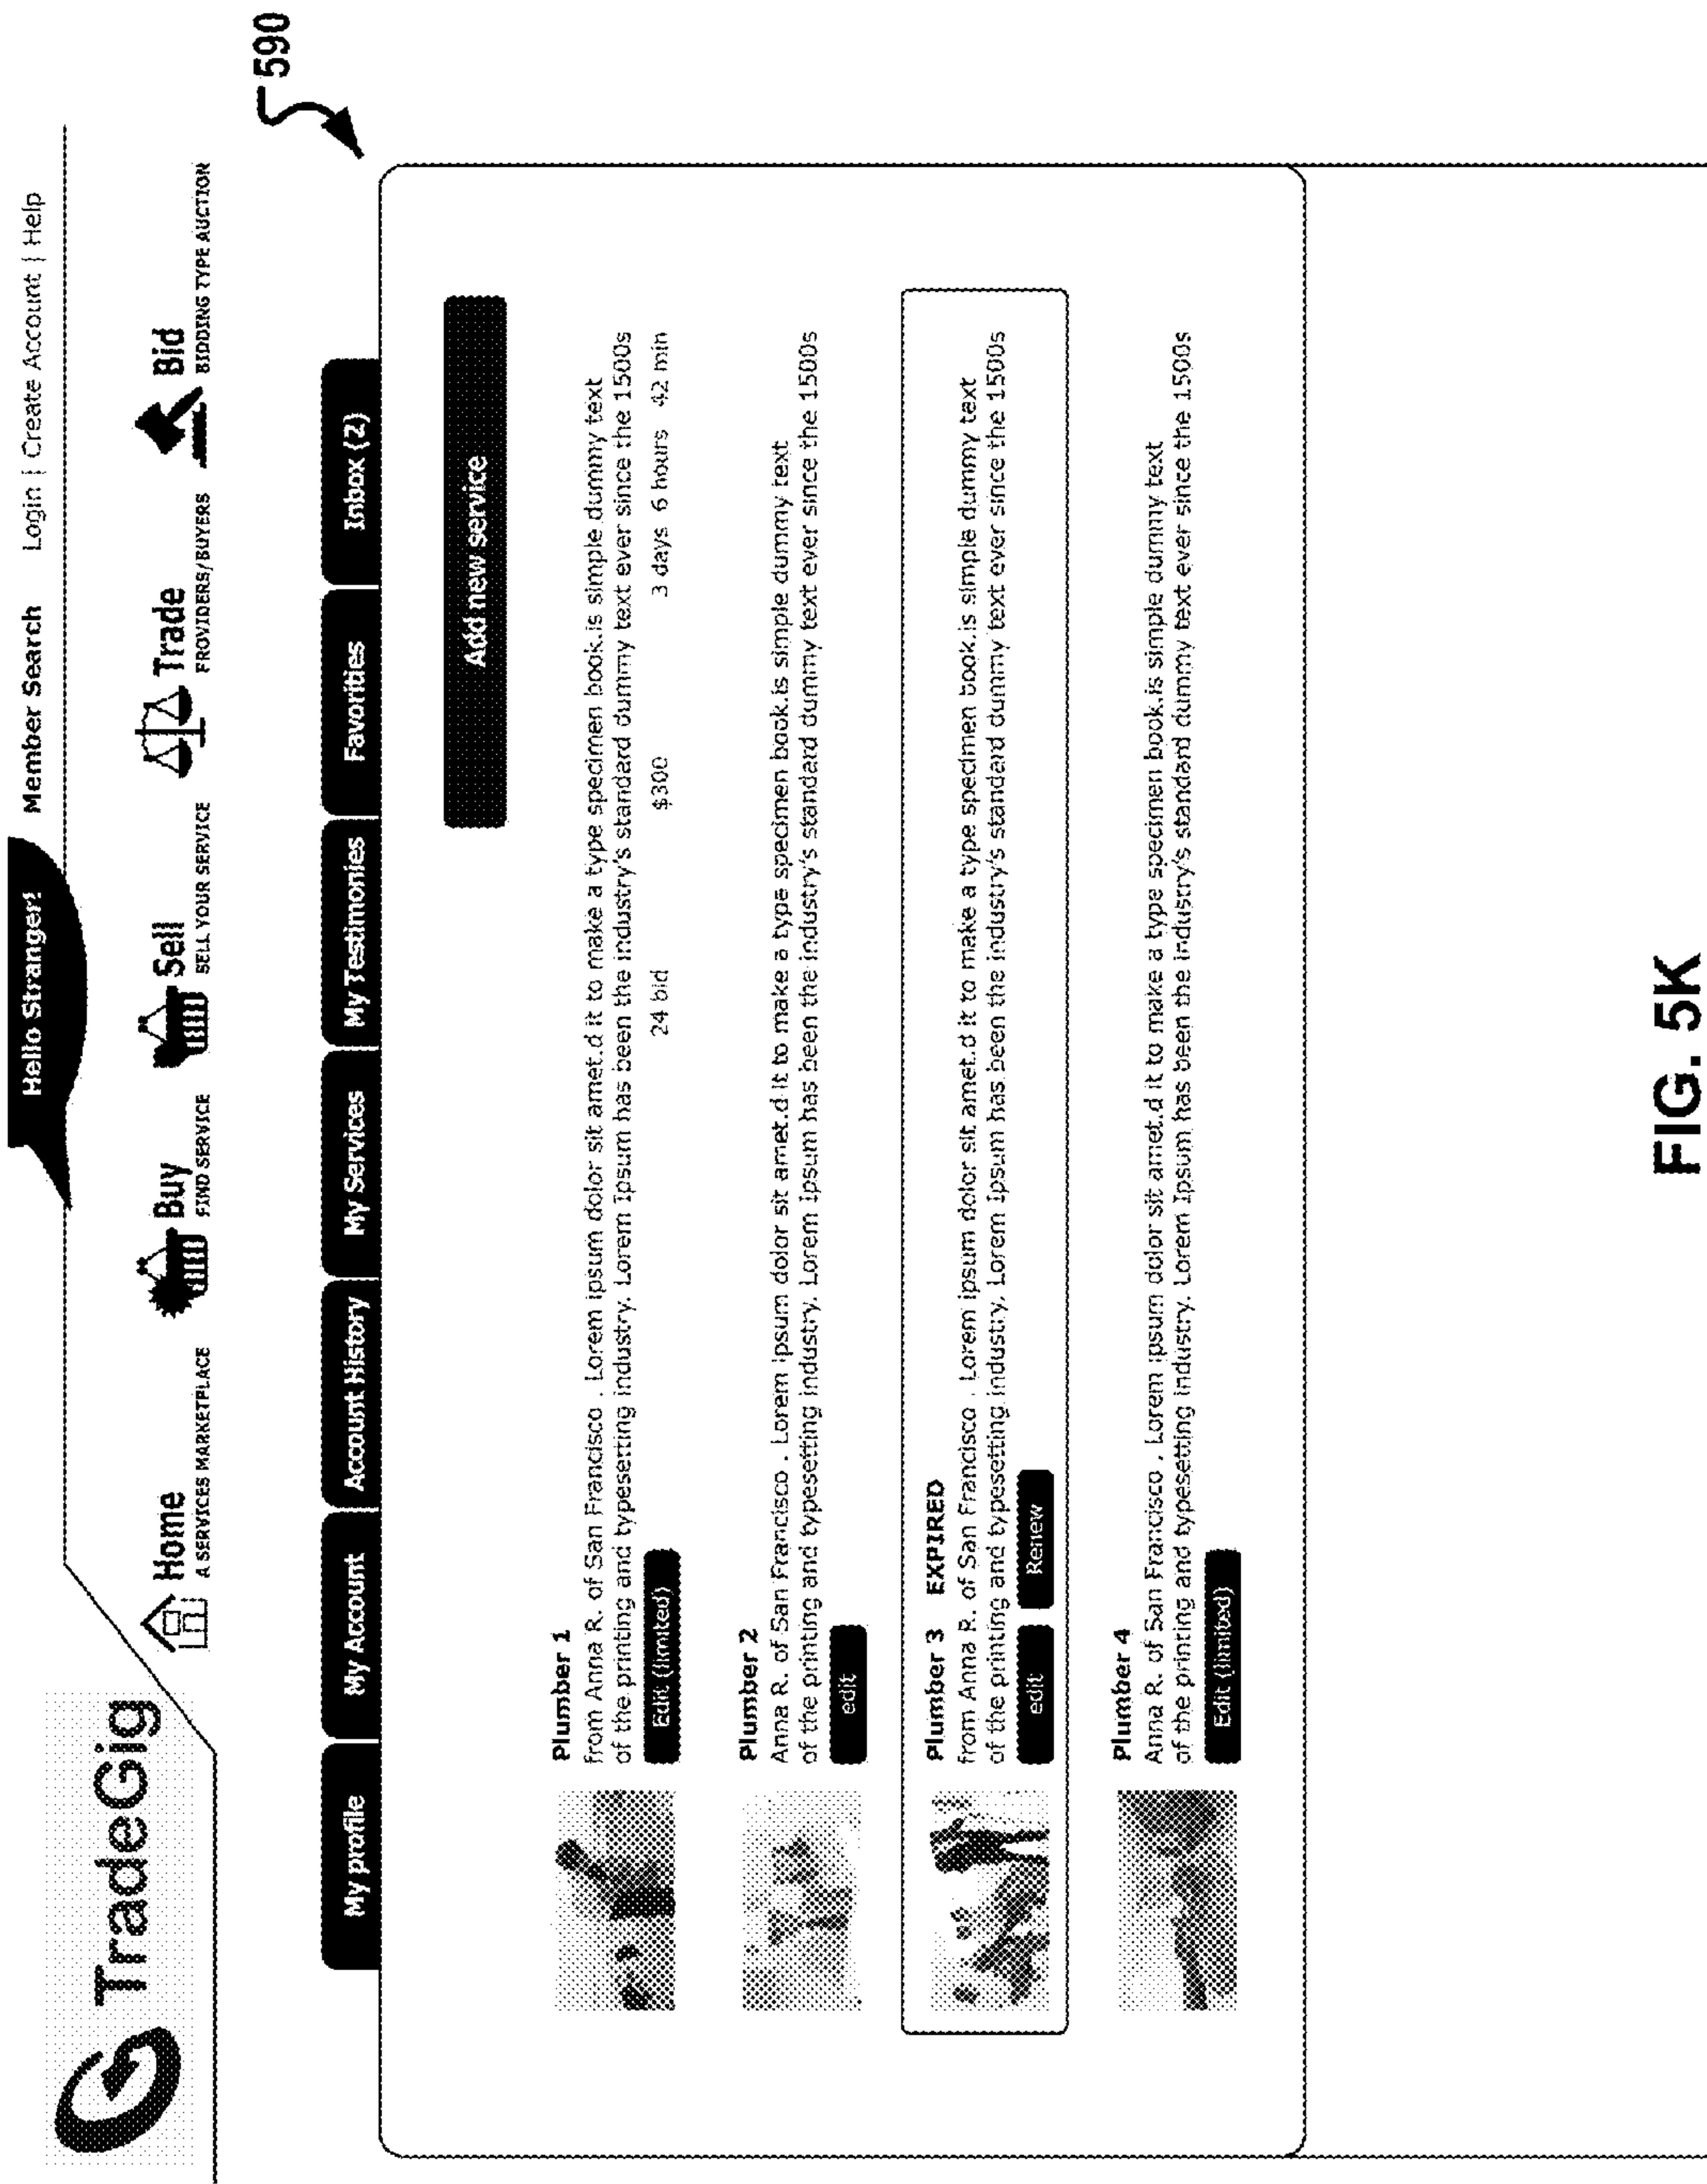 TradeGig
Hello Stranger!
Member Search
Login | Create Account | Help
Home
A SERVICES MARKETPLACE
Buy
FIND SERVICE
Sell
SELL YOUR SERVICE
Trade
PROVIDERS/BUYERS
Bid
BIDDING TYPE AUCTION
590
My profile
My Account
Account History
My Services
My Testimonies
Favorities
Inbox (2)
Add new service
Plumber 1
from Anna R. of San Francisco . Lorem ipsum dolor sit amet.d it to make a type specimen book.is simple dummy text
of the printing and typesetting industry. Lorem Ipsum has been the industry's standard dummy text ever since the 1500s
Edit (limited)
24 bid
$300
3 days 6 hours 42 min
Plumber 2
Anna R. of San Francisco . Lorem ipsum dolor sit amet.d it to make a type specimen book.is simple dummy text
of the printing and typesetting industry. Lorem Ipsum has been the industry's standard dummy text ever since the 1500s
edit
Plumber 3 EXPIRED
from Anna R. of San Francisco . Lorem ipsum dolor sit amet.d it to make a type specimen book.is simple dummy text
of the printing and typesetting industry. Lorem Ipsum has been the industry's standard dummy text ever since the 1500s
edit
Renew
Plumber 4
Anna R. of San Francisco . Lorem ipsum dolor sit amet.d it to make a type specimen book.is simple dummy text
of the printing and typesetting industry. Lorem Ipsum has been the industry's standard dummy text ever since the 1500s
Edit (limited)
FIG. 5K